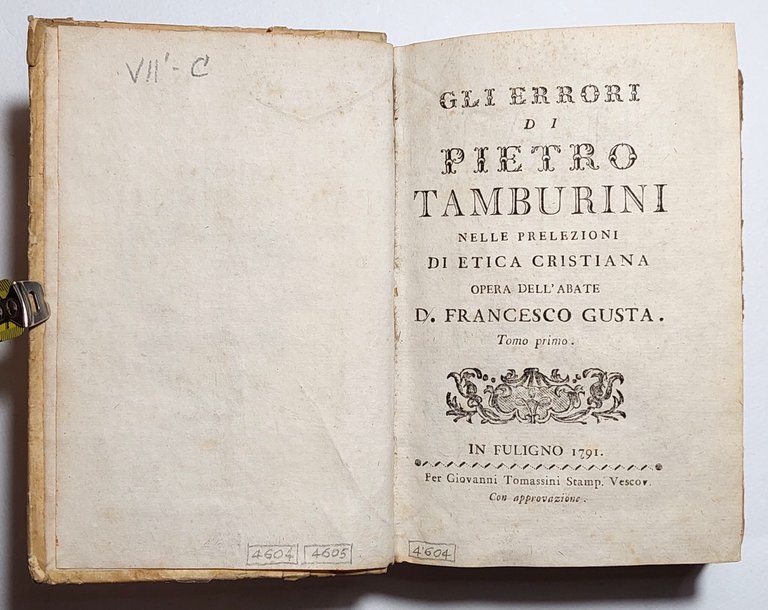 VII'-C
4604 4605
GLI ERRORI
DI
PIETRO
TAMBURINI
NELLE PRELEZIONI
DI ETICA CRISTIANA
OPERA DELL'ABATE
D. FRANCESCO GUSTA.
Tomo primo.
IN FULIGNO 1791.
Per Giovanni Tomassini Stamp. Vescov.
Con approvazione.
4604